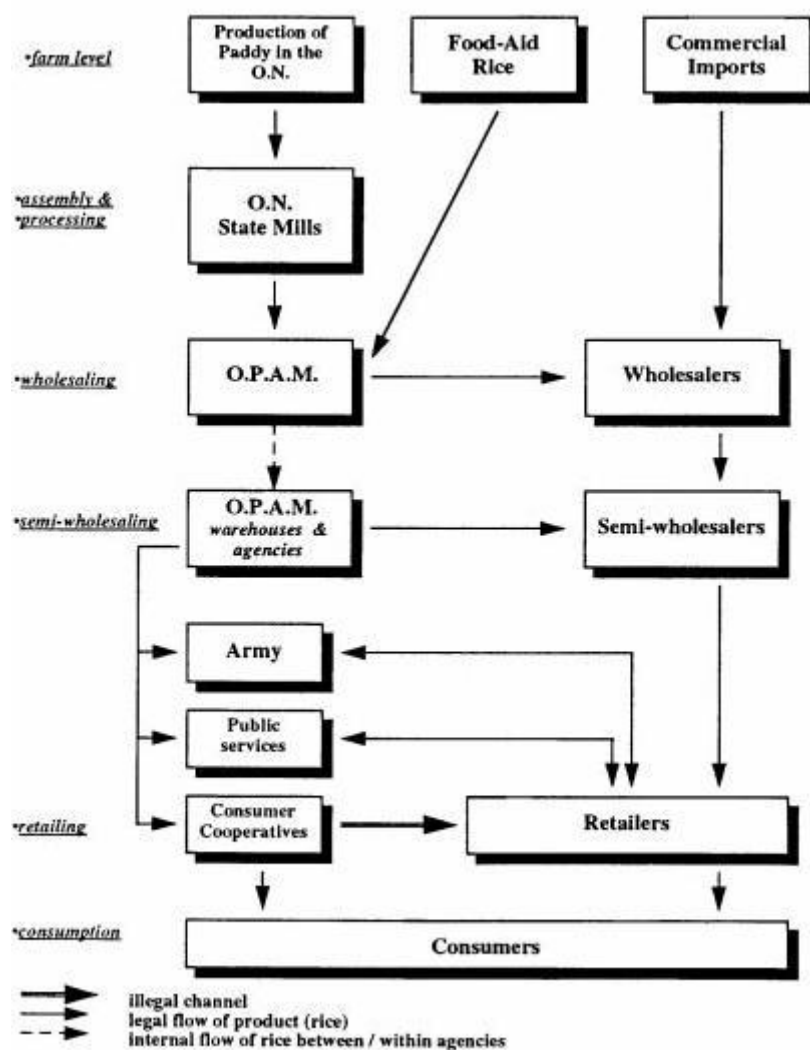 •farm level
Production of
Paddy in the
O.N.
Food-Aid
Rice
Commercial
Imports
•assembly &
•processing
O.N.
State Mills
•wholesaling
O.P.A.M.
Wholesalers
•semi-wholesaling
O.P.A.M.
warehouses &
agencies
Semi-wholesalers
Army
Public
services
•retailing
Consumer
Cooperatives
Retailers
•consumption
Consumers
illegal channel
legal flow of product (rice)
internal flow of rice between / within agencies